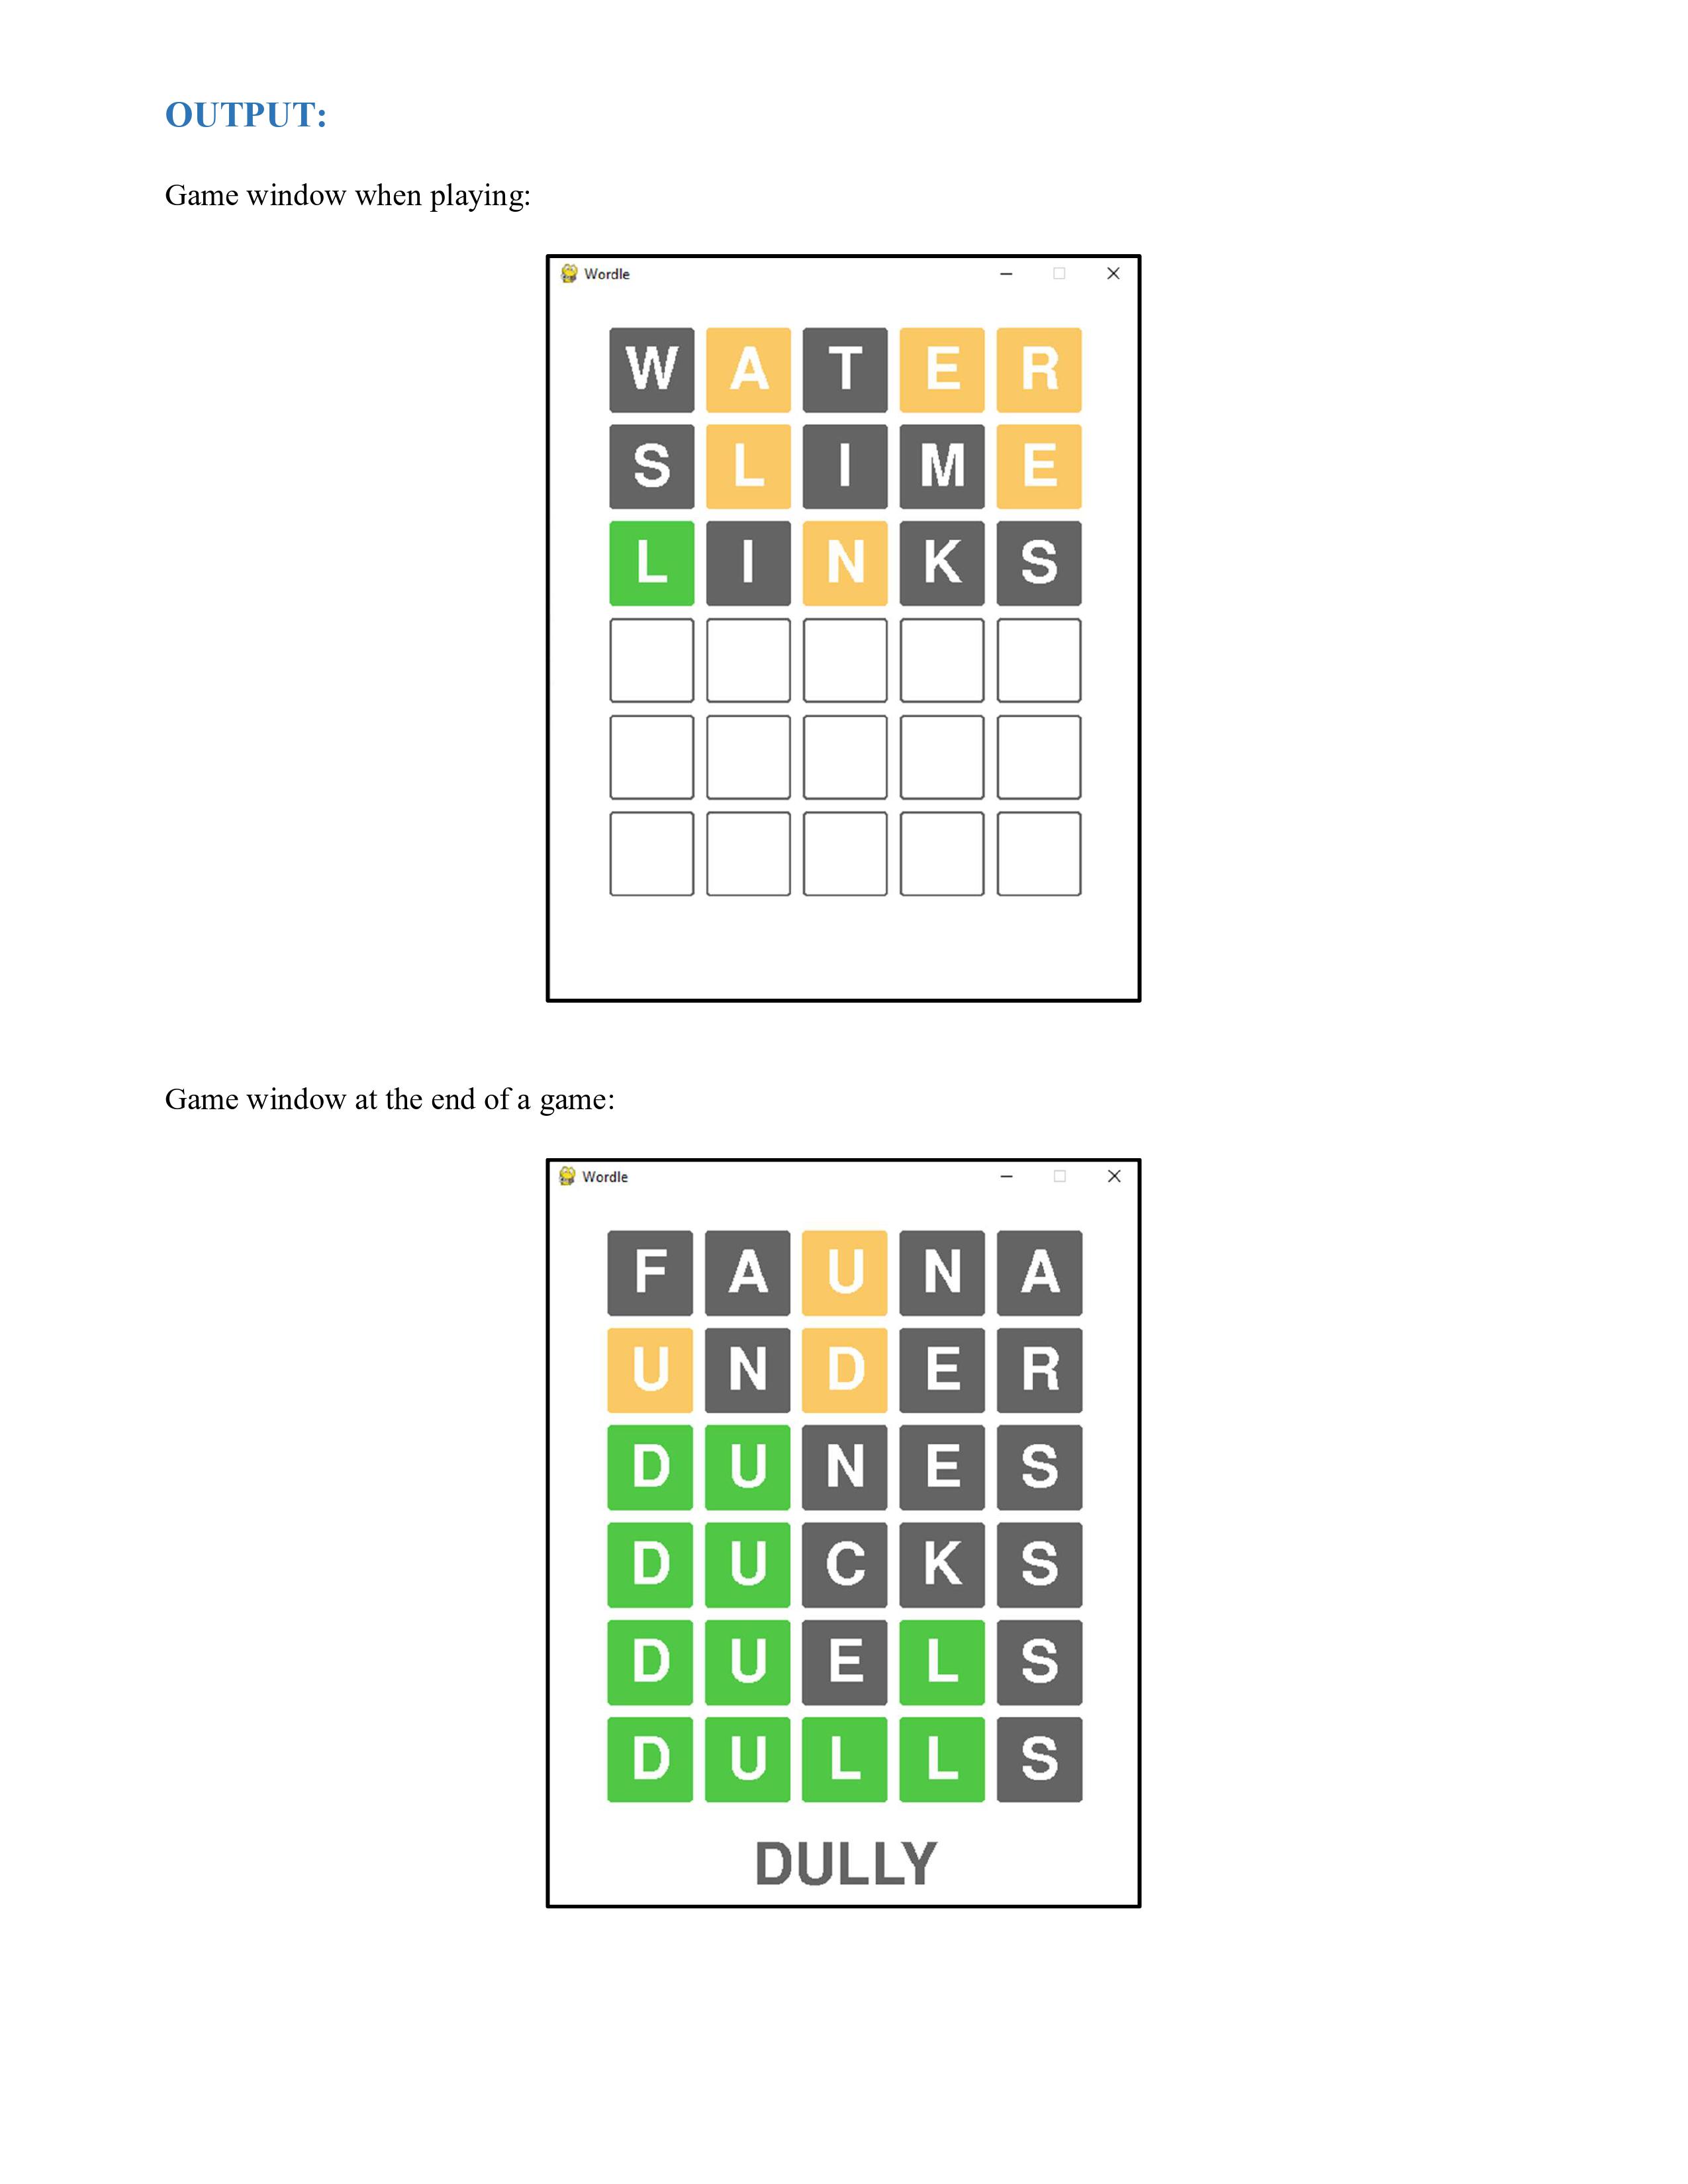 OUTPUT:
Game window when playing:
Wordle
W A T E R
S L I M E
L I N K S
Game window at the end of a game:
Wordle
F A U N A
U N D E R
D U N E S
D U C K S
D U E L S
D U L L S
DULLY